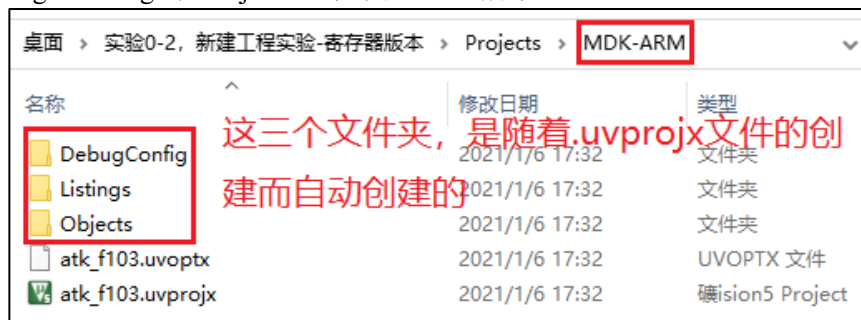 桌面 › 实验0-2，新建工程实验-寄存器版本 › Projects › MDK-ARM
名称 修改日期 类型
这三个文件夹，是随着.uvprojx文件的创
DebugConfig 2021/1/6 17:32 文件夹
建而自动创建的
Listings 2021/1/6 17:32 文件夹
Objects 2021/1/6 17:32 文件夹
atk_f103.uvoptx 2021/1/6 17:32 UVOPTX 文件
atk_f103.uvprojx 2021/1/6 17:32 礦ision5 Project